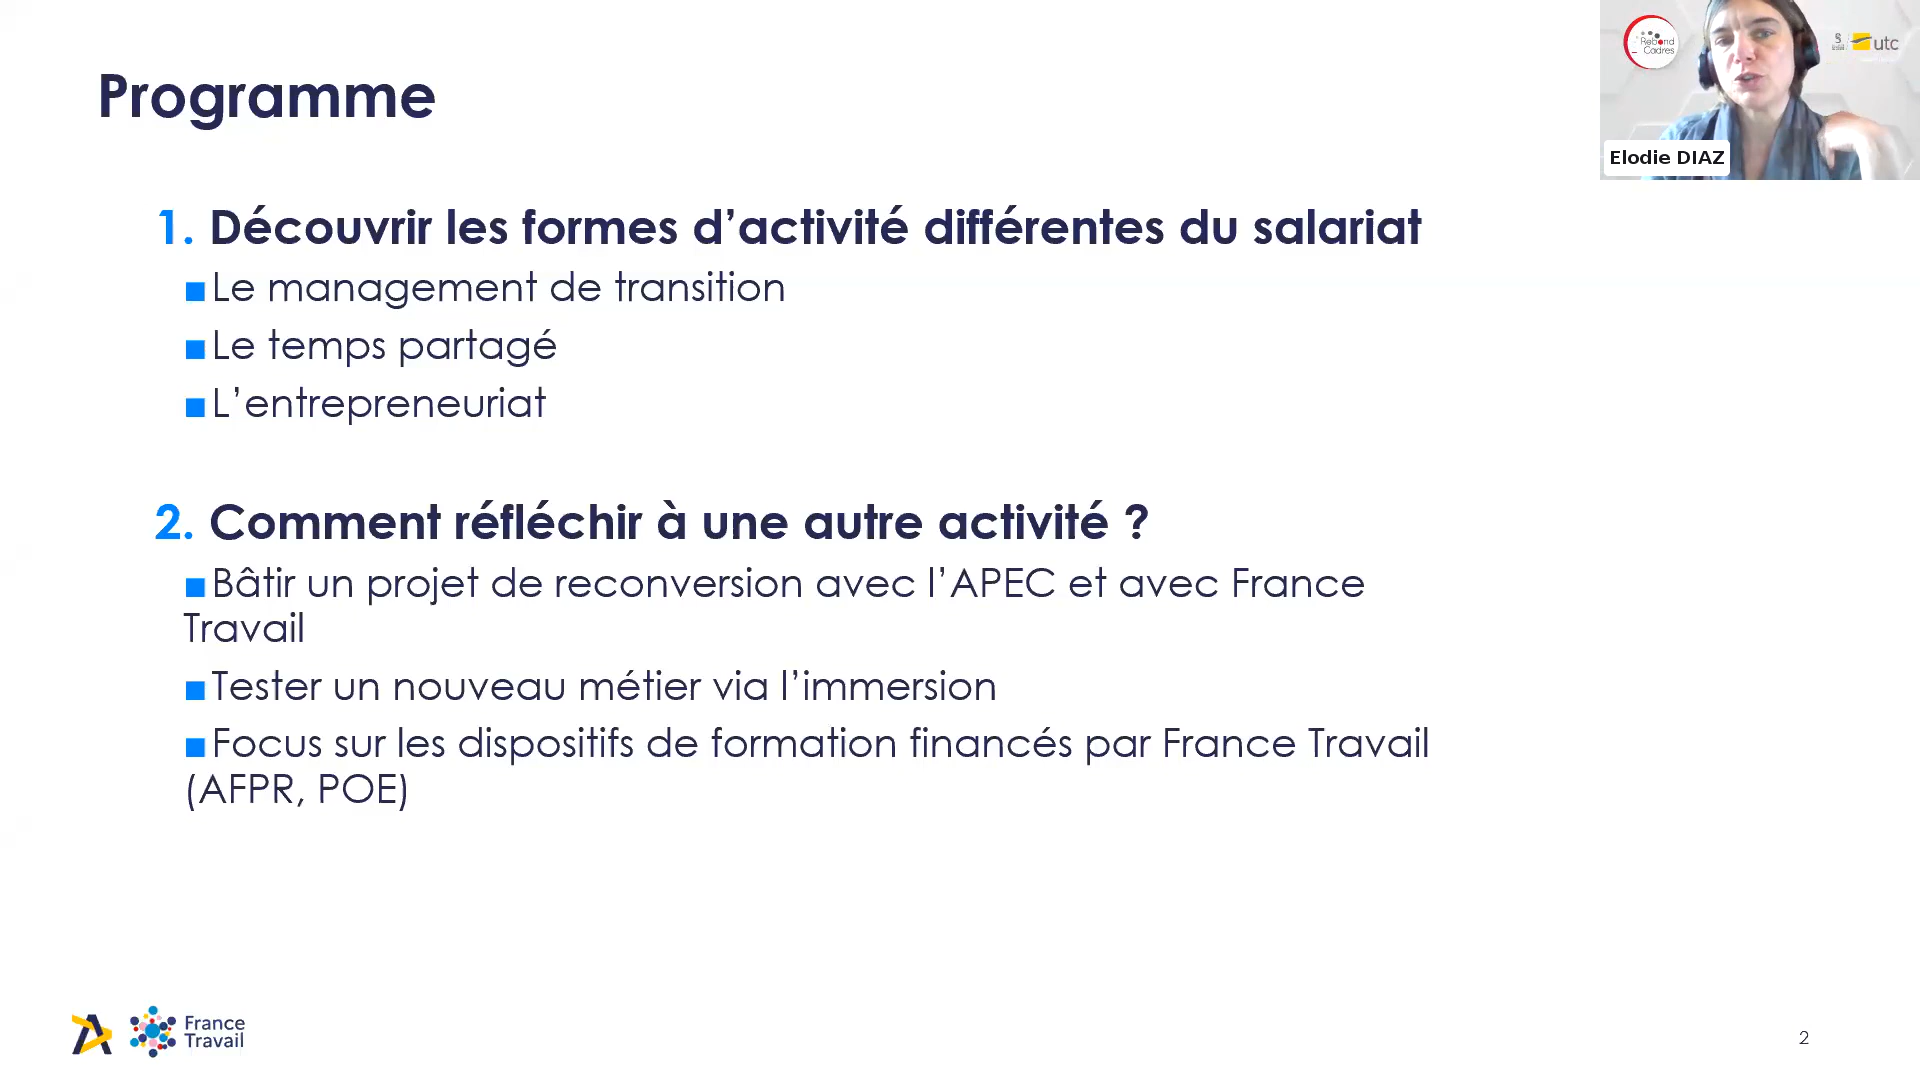 Programme
Rebond
Cadres
utc
Elodie DIAZ
1. Découvrir les formes d’activité différentes du salariat
■Le management de transition
■Le temps partagé
■L’entrepreneuriat
2. Comment réfléchir à une autre activité ?
■Bâtir un projet de reconversion avec l’APEC et avec France
Travail
■Tester un nouveau métier via l’immersion
■Focus sur les dispositifs de formation financés par France Travail
(AFPR, POE)
France
Travail
2